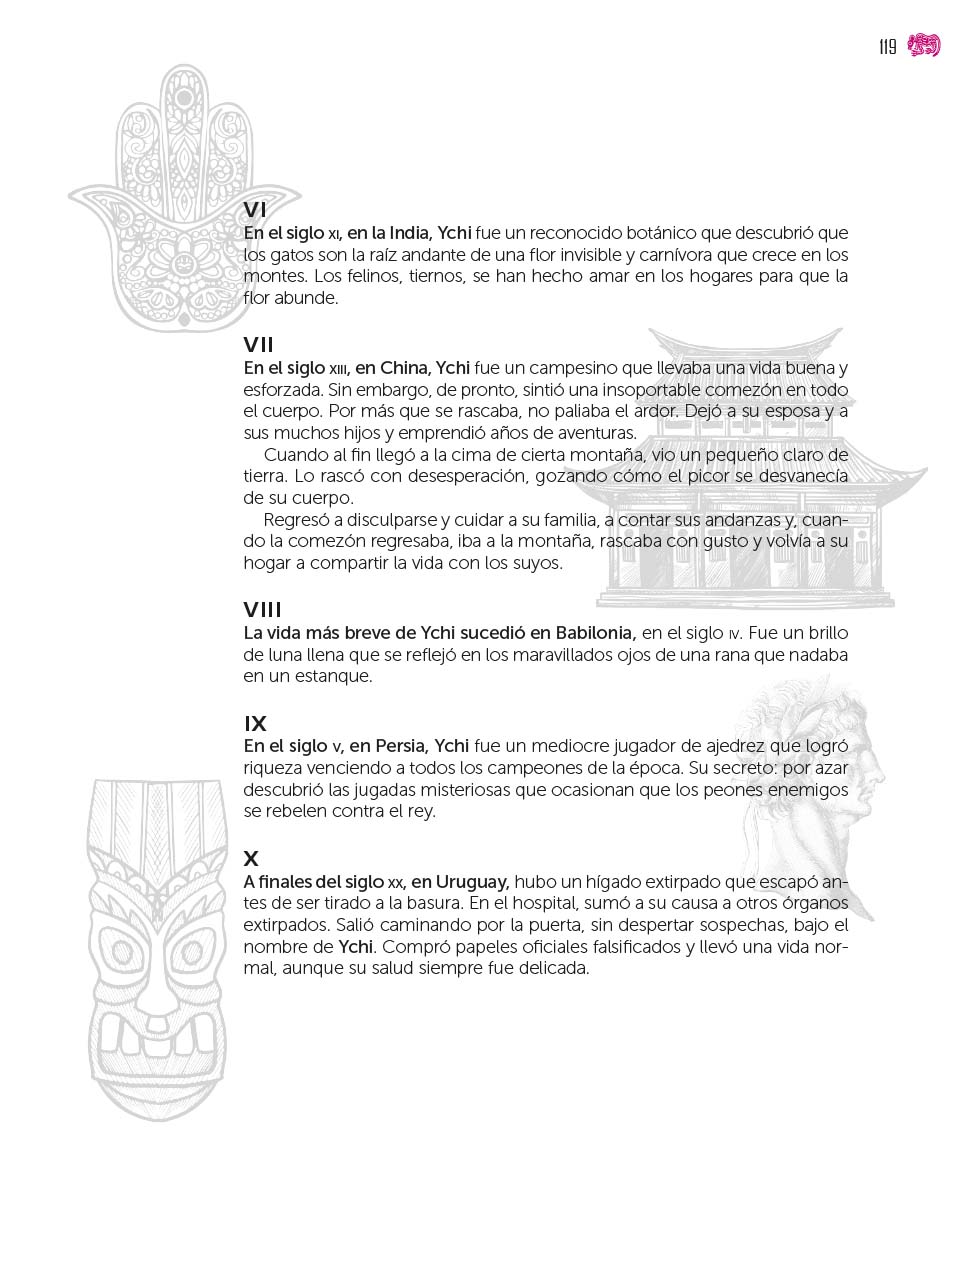 119
VI
En el siglo XI, en la India, Ychi fue un reconocido botánico que descubrió que
los gatos son la raíz andante de una flor invisible y carnívora que crece en los
montes. Los felinos, tiernos, se han hecho amar en los hogares para que la
flor abunde.
VII
En el siglo XIII, en China, Ychi fue un campesino que llevaba una vida buena y
esforzada. Sin embargo, de pronto, sintió una insoportable comezón en todo
el cuerpo. Por más que se rascaba, no paliaba el ardor. Dejó a su esposa y a
sus muchos hijos y emprendió años de aventuras.
Cuando al fin llegó a la cima de cierta montaña, vio un pequeño claro de
tierra. Lo rascó con desesperación, gozando cómo el picor se desvanecía
de su cuerpo.
Regresó a disculparse y cuidar a su familia, a contar sus andanzas y, cuan-
do la comezón regresaba, iba a la montaña, rascaba con gusto y volvía a su
hogar a compartir la vida con los suyos.
VIII
La vida más breve de Ychi sucedió en Babilonia, en el siglo IV. Fue un brillo
de luna llena que se reflejó en los maravillados ojos de una rana que nadaba
en un estanque.
IX
En el siglo V, en Persia, Ychi fue un mediocre jugador de ajedrez que logró
riqueza venciendo a todos los campeones de la época. Su secreto: por azar
descubrió las jugadas misteriosas que ocasionan que los peones enemigos
se rebelen contra el rey.
X
A finales del siglo XX, en Uruguay, hubo un hígado extirpado que escapó an-
tes de ser tirado a la basura. En el hospital, sumó a su causa a otros órganos
extirpados. Salió caminando por la puerta, sin despertar sospechas, bajo el
nombre de Ychi. Compró papeles oficiales falsificados y llevó una vida nor-
mal, aunque su salud siempre fue delicada.